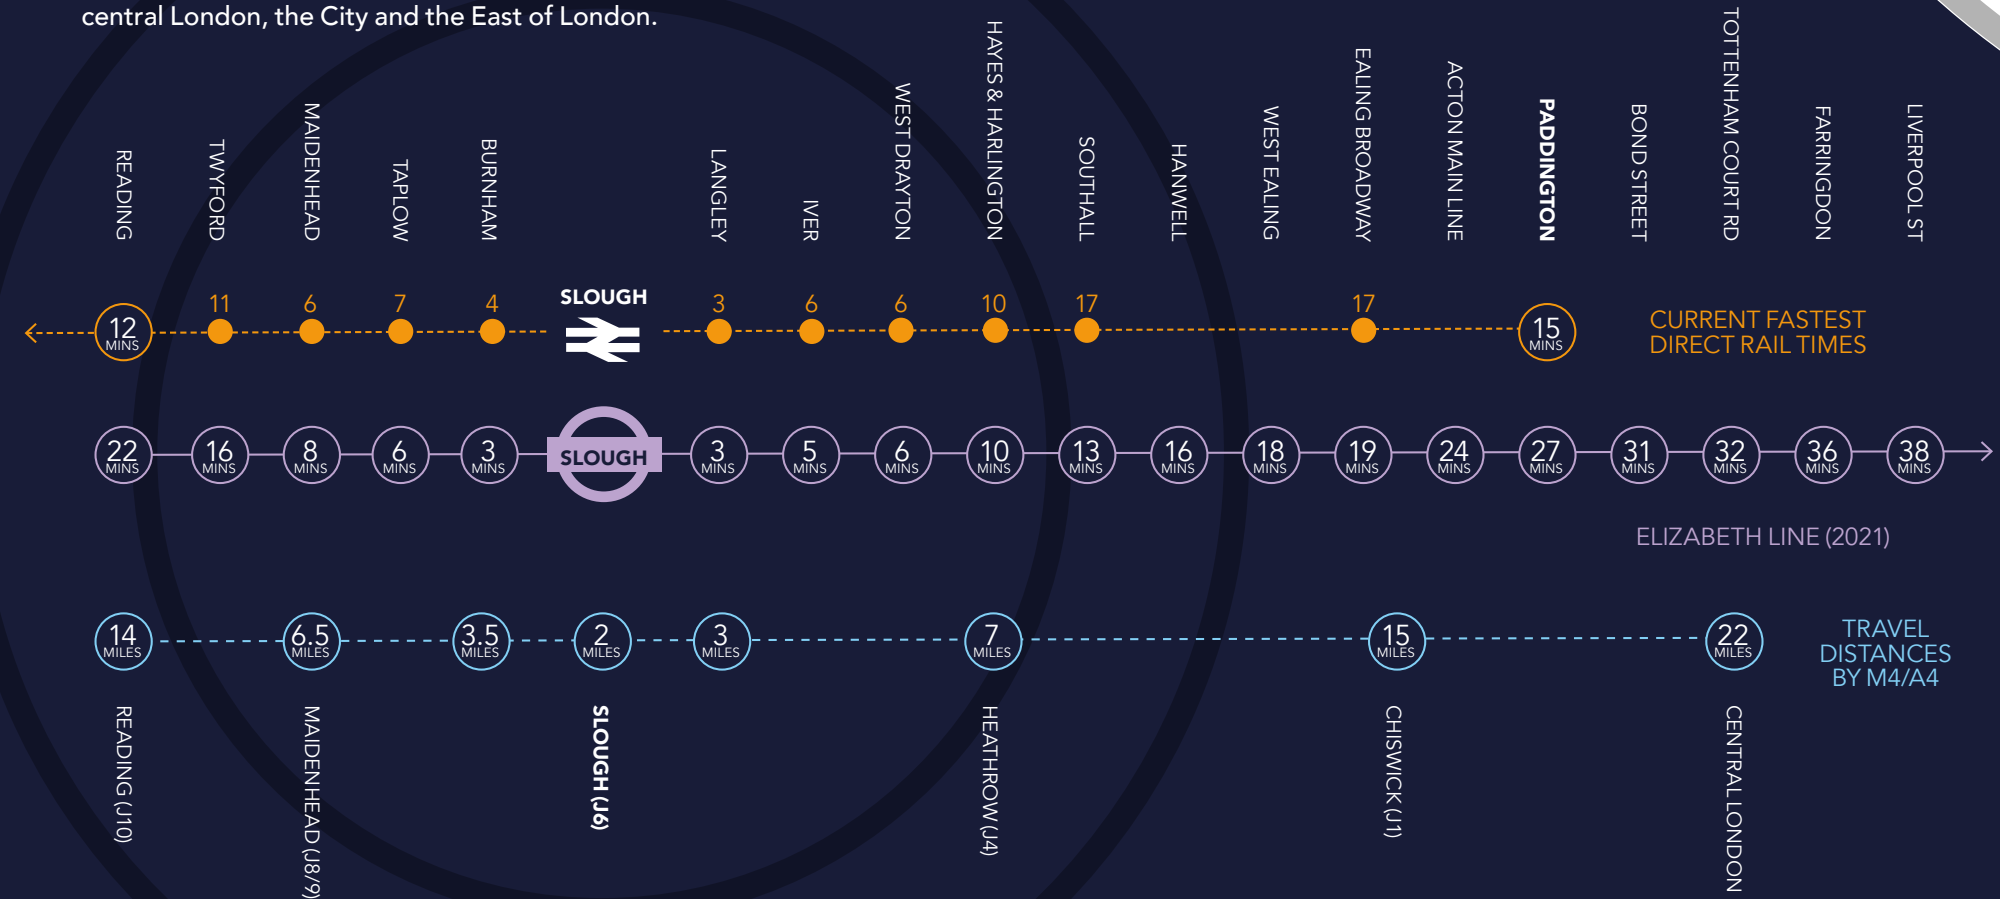 central London, the City and the East of London.
READING
TWYFORD
MAIDENHEAD
TAPLOW
BURNHAM
LANGLEY
IVER
WEST DRAYTON
HAYES & HARLINGTON
SOUTHALL
HANWELL
WEST EALING
EALING BROADWAY
ACTON MAIN LINE
PADDINGTON
BOND STREET
TOTTENHAM COURT RD
FARRINGDON
LIVERPOOL ST
12
MINS
11
6
7
4
SLOUGH
3
6
6
10
17
17
15
MINS
CURRENT FASTEST
DIRECT RAIL TIMES
22
MINS
16
MINS
8
MINS
6
MINS
3
MINS
SLOUGH
3
MINS
5
MINS
6
MINS
10
MINS
13
MINS
16
MINS
18
MINS
19
MINS
24
MINS
27
MINS
31
MINS
32
MINS
36
MINS
38
MINS
ELIZABETH LINE (2021)
14
MILES
6.5
MILES
3.5
MILES
2
MILES
3
MILES
7
MILES
15
MILES
22
MILES
TRAVEL
DISTANCES
BY M4/A4
READING (J10)
MAIDENHEAD (J8/9)
SLOUGH (J6)
HEATHROW (J4)
CHISWICK (J1)
CENTRAL LONDON